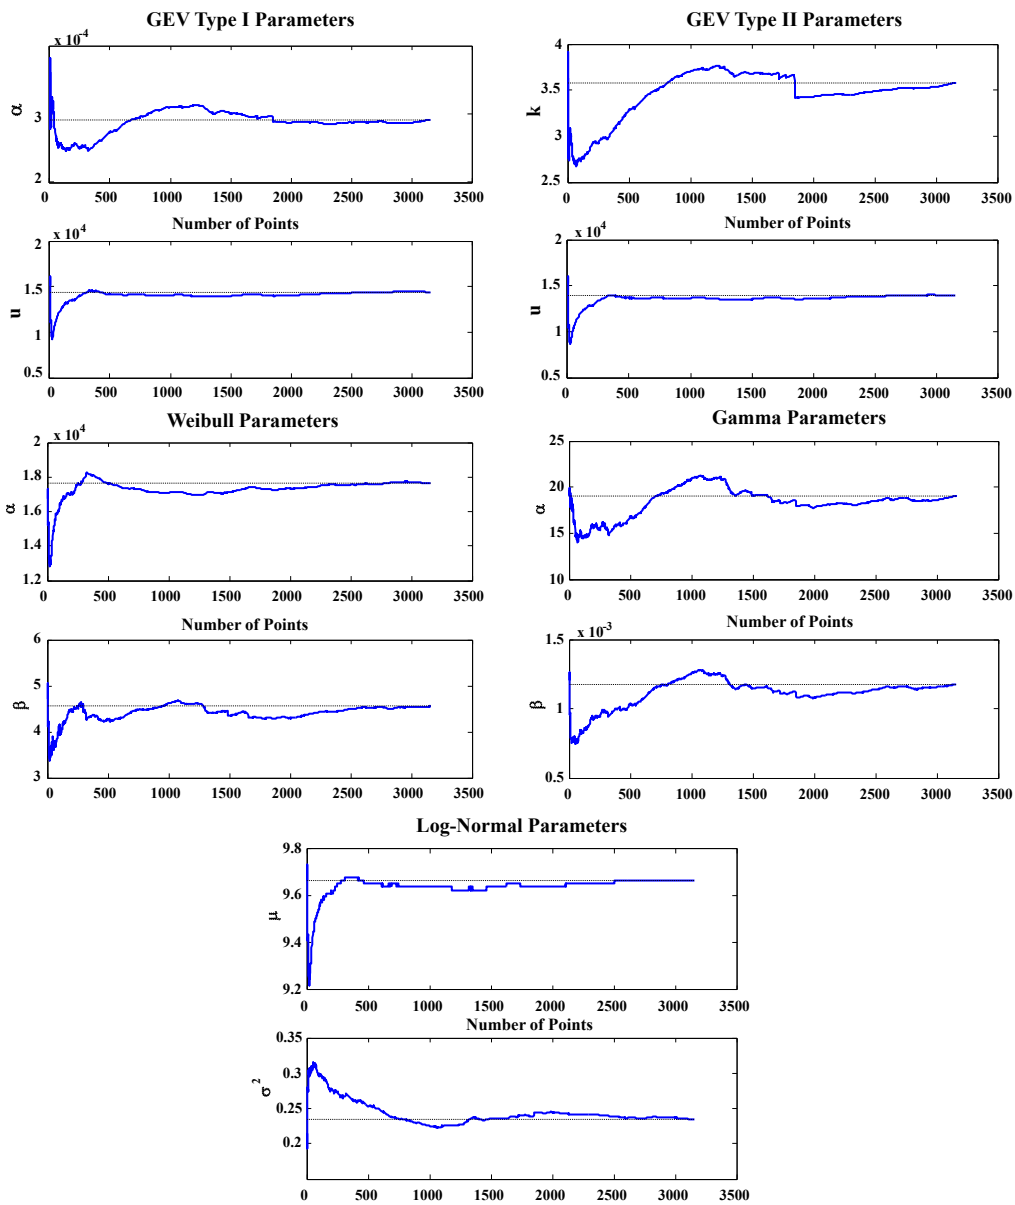 GEV Type I Parameters
x 10-4
α
3
2
0 500 1000 1500 2000 2500 3000 3500
Number of Points
x 10 4
2
1.5
1
0.5
u
0 500 1000 1500 2000 2500 3000 3500
GEV Type II Parameters
4
3.5
3
2.5
k
0 500 1000 1500 2000 2500 3000 3500
Number of Points
x 10 4
2
1.5
1
0.5
u
0 500 1000 1500 2000 2500 3000 3500
Weibull Parameters
x 10 4
2
1.8
1.6
1.4
1.2
α
0 500 1000 1500 2000 2500 3000 3500
Number of Points
6
5
4
3
β
0 500 1000 1500 2000 2500 3000 3500
Gamma Parameters
25
20
15
10
α
0 500 1000 1500 2000 2500 3000 3500
Number of Points
x 10 -3
1.5
1
0.5
β
0 500 1000 1500 2000 2500 3000 3500
Log-Normal Parameters
9.8
9.6
9.4
9.2
μ
0 500 1000 1500 2000 2500 3000 3500
Number of Points
0.35
0.3
0.25
0.2
σ 2
0 500 1000 1500 2000 2500 3000 3500